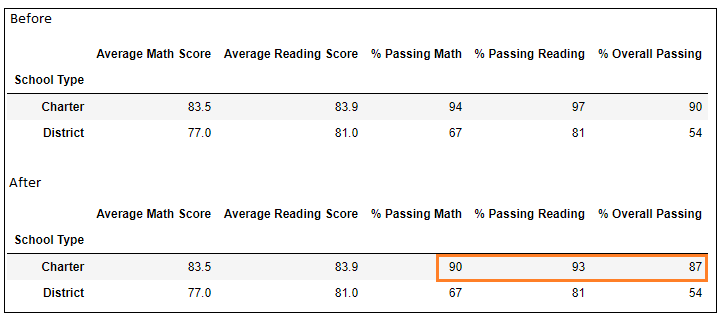 Before
Average Math Score Average Reading Score % Passing Math % Passing Reading % Overall Passing
School Type
Charter 83.5 83.9 94 97 90
District 77.0 81.0 67 81 54
After
Average Math Score Average Reading Score % Passing Math % Passing Reading % Overall Passing
School Type
Charter 83.5 83.9 90 93 87
District 77.0 81.0 67 81 54